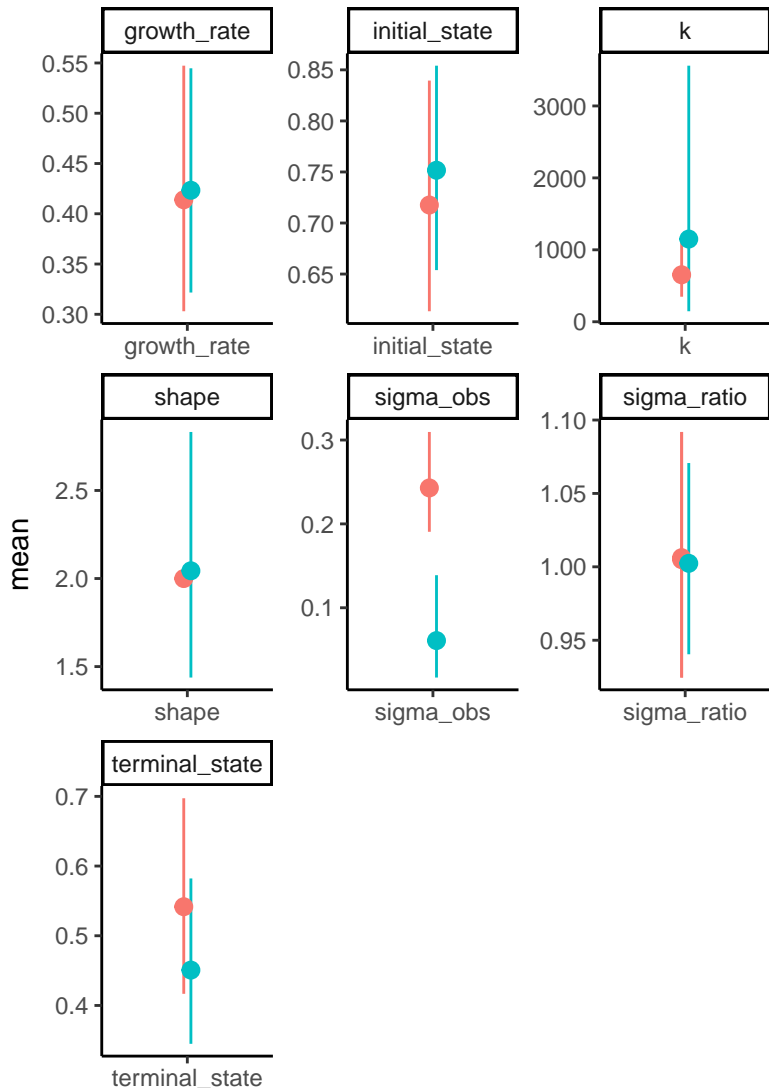 growth_rate
initial_state
k
0.55
0.50
0.45
0.40
0.35
0.30
growth_rate
0.85
0.80
0.75
0.70
0.65
initial_state
3000
2000
1000
0
k
mean
shape
sigma_obs
sigma_ratio
2.5
2.0
1.5
shape
0.3
0.2
0.1
sigma_obs
1.10
1.05
1.00
0.95
sigma_ratio
terminal_state
0.7
0.6
0.5
0.4
terminal_state